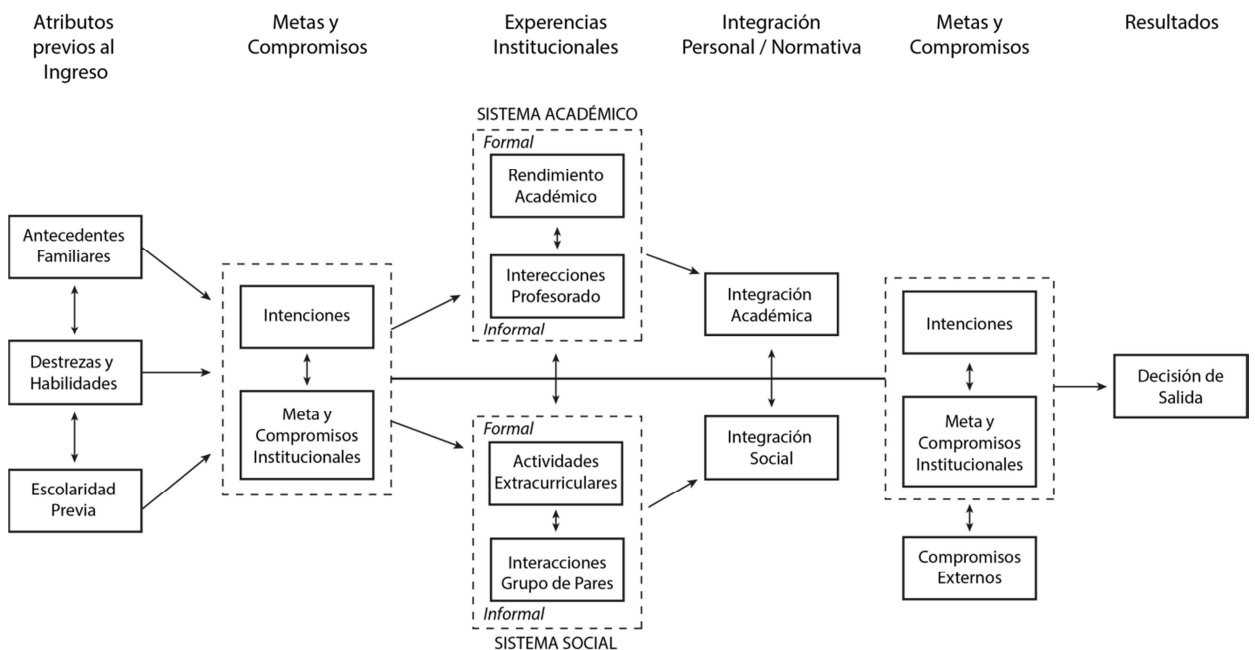 Atributos
previos al
Ingreso
Metas y
Compromisos
Experencias
Institucionales
Integración
Personal / Normativa
Metas y
Compromisos
Resultados
Antecedentes
Familiares
Destrezas y
Habilidades
Escolaridad
Previa
Intenciones
Meta y
Compromisos
Institucionales
SISTEMA ACADÉMICO
Formal
Rendimiento
Académico
Interecciones
Profesorado
Informal
Formal
Actividades
Extracurriculares
Interacciones
Grupo de Pares
Informal
SISTEMA SOCIAL
Integración
Académica
Integración
Social
Intenciones
Meta y
Compromisos
Institucionales
Compromisos
Externos
Decisión de
Salida